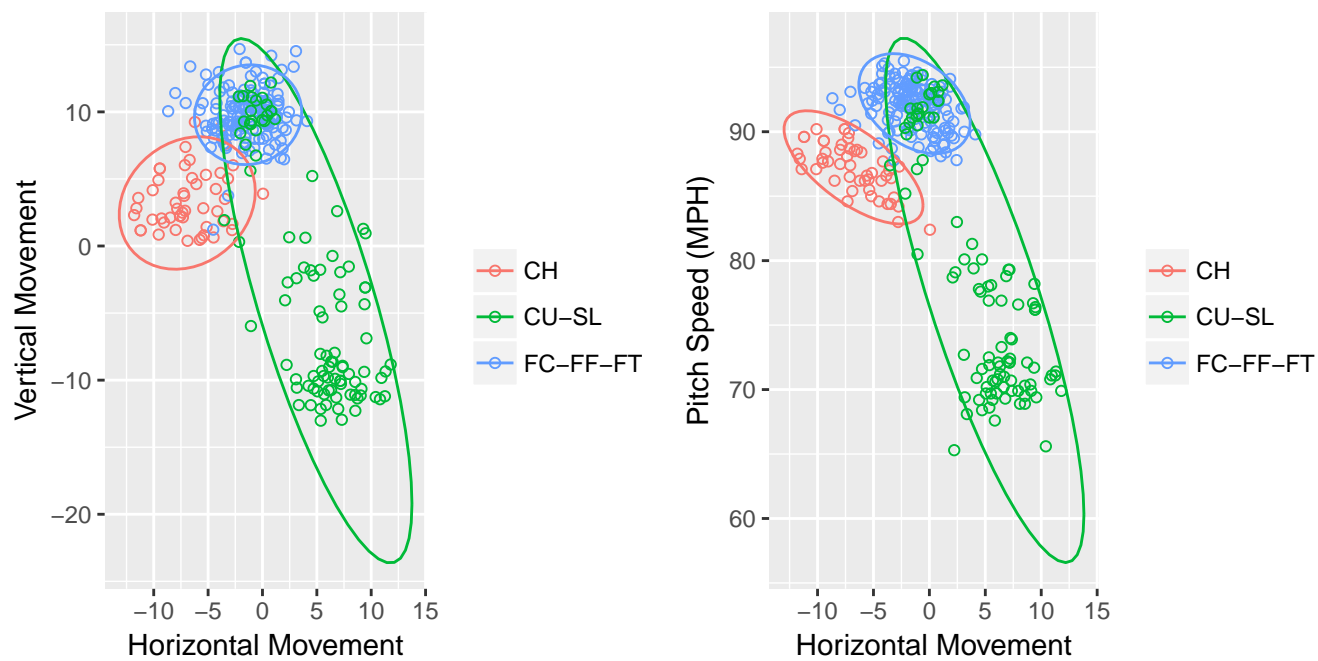 Vertical Movement
10
0
−10
−20
−10 −5 0 5 10 15
Horizontal Movement
CH
CU−SL
FC−FF−FT
Pitch Speed (MPH)
90
80
70
60
−10 −5 0 5 10 15
Horizontal Movement
CH
CU−SL
FC−FF−FT